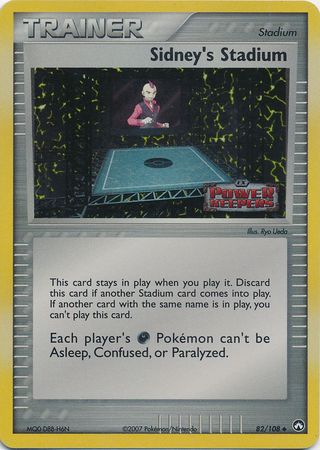 TRAINER
Stadium
Sidney's Stadium
POWER
KEEPERS
Illus. Ryo Ueda
This card stays in play when you play it. Discard
this card if another Stadium card comes into play.
If another card with the same name is in play, you
can't play this card.
Each player's Pokémon can't be
Asleep, Confused, or Paralyzed.
MQ0 D88-H6N
©2007 Pokémon/Nintendo
82/108